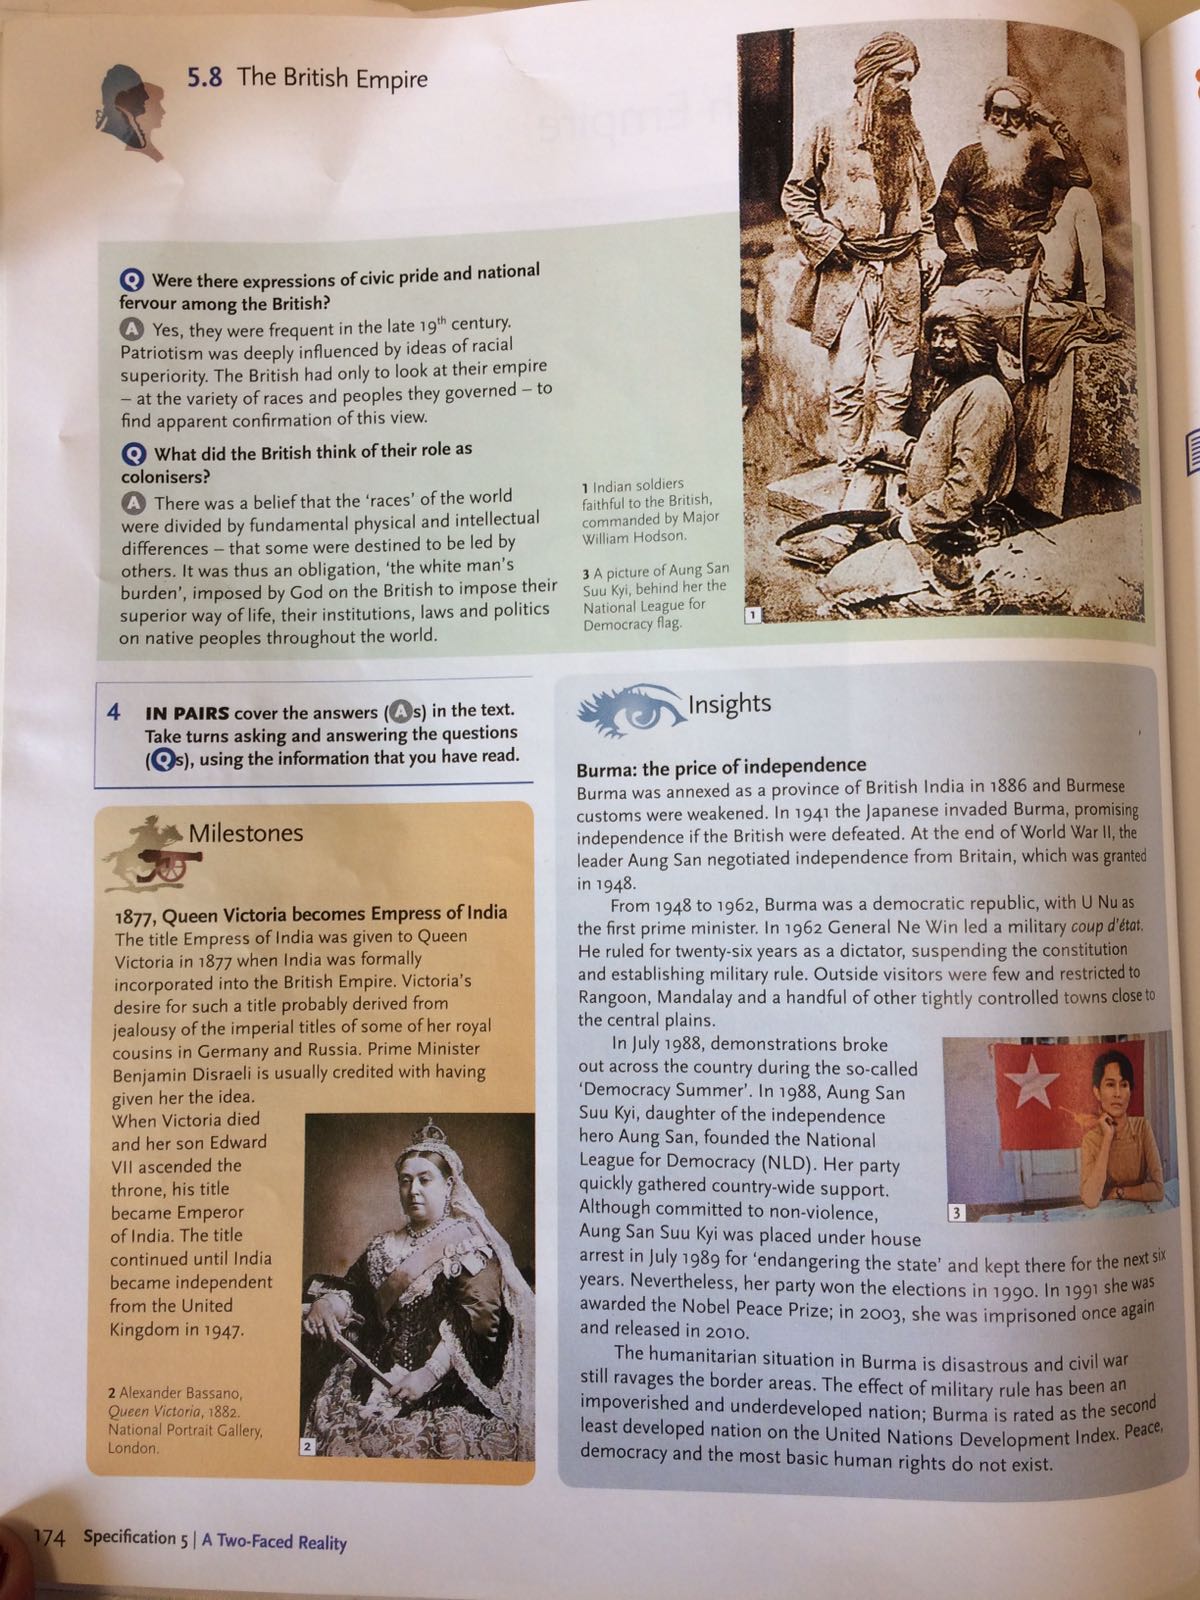 5.8 The British Empire
Q Were there expressions of civic pride and national
fervour among the British?
A Yes, they were frequent in the late 19th century.
Patriotism was deeply influenced by ideas of racial
superiority. The British had only to look at their empire
– at the variety of races and peoples they governed – to
find apparent confirmation of this view.
Q What did the British think of their role as
colonisers?
A There was a belief that the 'races' of the world
were divided by fundamental physical and intellectual
differences – that some were destined to be led by
others. It was thus an obligation, 'the white man's
burden', imposed by God on the British to impose their
superior way of life, their institutions, laws and politics
on native peoples throughout the world.
1 Indian soldiers
faithful to the British,
commanded by Major
William Hodson.
3 A picture of Aung San
Suu Kyi, behind her the
National League for
Democracy flag.
1
4 IN PAIRS cover the answers (As) in the text.
Take turns asking and answering the questions
(Qs), using the information that you have read.
Milestones
1877, Queen Victoria becomes Empress of India
The title Empress of India was given to Queen
Victoria in 1877 when India was formally
incorporated into the British Empire. Victoria's
desire for such a title probably derived from
jealousy of the imperial titles of some of her royal
cousins in Germany and Russia. Prime Minister
Benjamin Disraeli is usually credited with having
given her the idea.
When Victoria died
and her son Edward
VII ascended the
throne, his title
became Emperor
of India. The title
continued until India
became independent
from the United
Kingdom in 1947.
2 Alexander Bassano,
Queen Victoria, 1882.
National Portrait Gallery,
London.
2
Insights
Burma: the price of independence
Burma was annexed as a province of British India in 1886 and Burmese
customs were weakened. In 1941 the Japanese invaded Burma, promising
independence if the British were defeated. At the end of World War II, the
leader Aung San negotiated independence from Britain, which was granted
in 1948.
From 1948 to 1962, Burma was a democratic republic, with U Nu as
the first prime minister. In 1962 General Ne Win led a military coup d'état.
He ruled for twenty-six years as a dictator, suspending the constitution
and establishing military rule. Outside visitors were few and restricted to
Rangoon, Mandalay and a handful of other tightly controlled towns close to
the central plains.
In July 1988, demonstrations broke
out across the country during the so-called
'Democracy Summer'. In 1988, Aung San
Suu Kyi, daughter of the independence
hero Aung San, founded the National
League for Democracy (NLD). Her party
quickly gathered country-wide support.
Although committed to non-violence,
Aung San Suu Kyi was placed under house
arrest in July 1989 for 'endangering the state' and kept there for the next six
years. Nevertheless, her party won the elections in 1990. In 1991 she was
awarded the Nobel Peace Prize; in 2003, she was imprisoned once again
and released in 2010.
The humanitarian situation in Burma is disastrous and civil war
still ravages the border areas. The effect of military rule has been an
impoverished and underdeveloped nation; Burma is rated as the second
least developed nation on the United Nations Development Index. Peace,
democracy and the most basic human rights do not exist.
3
174 Specification 5 | A Two-Faced Reality